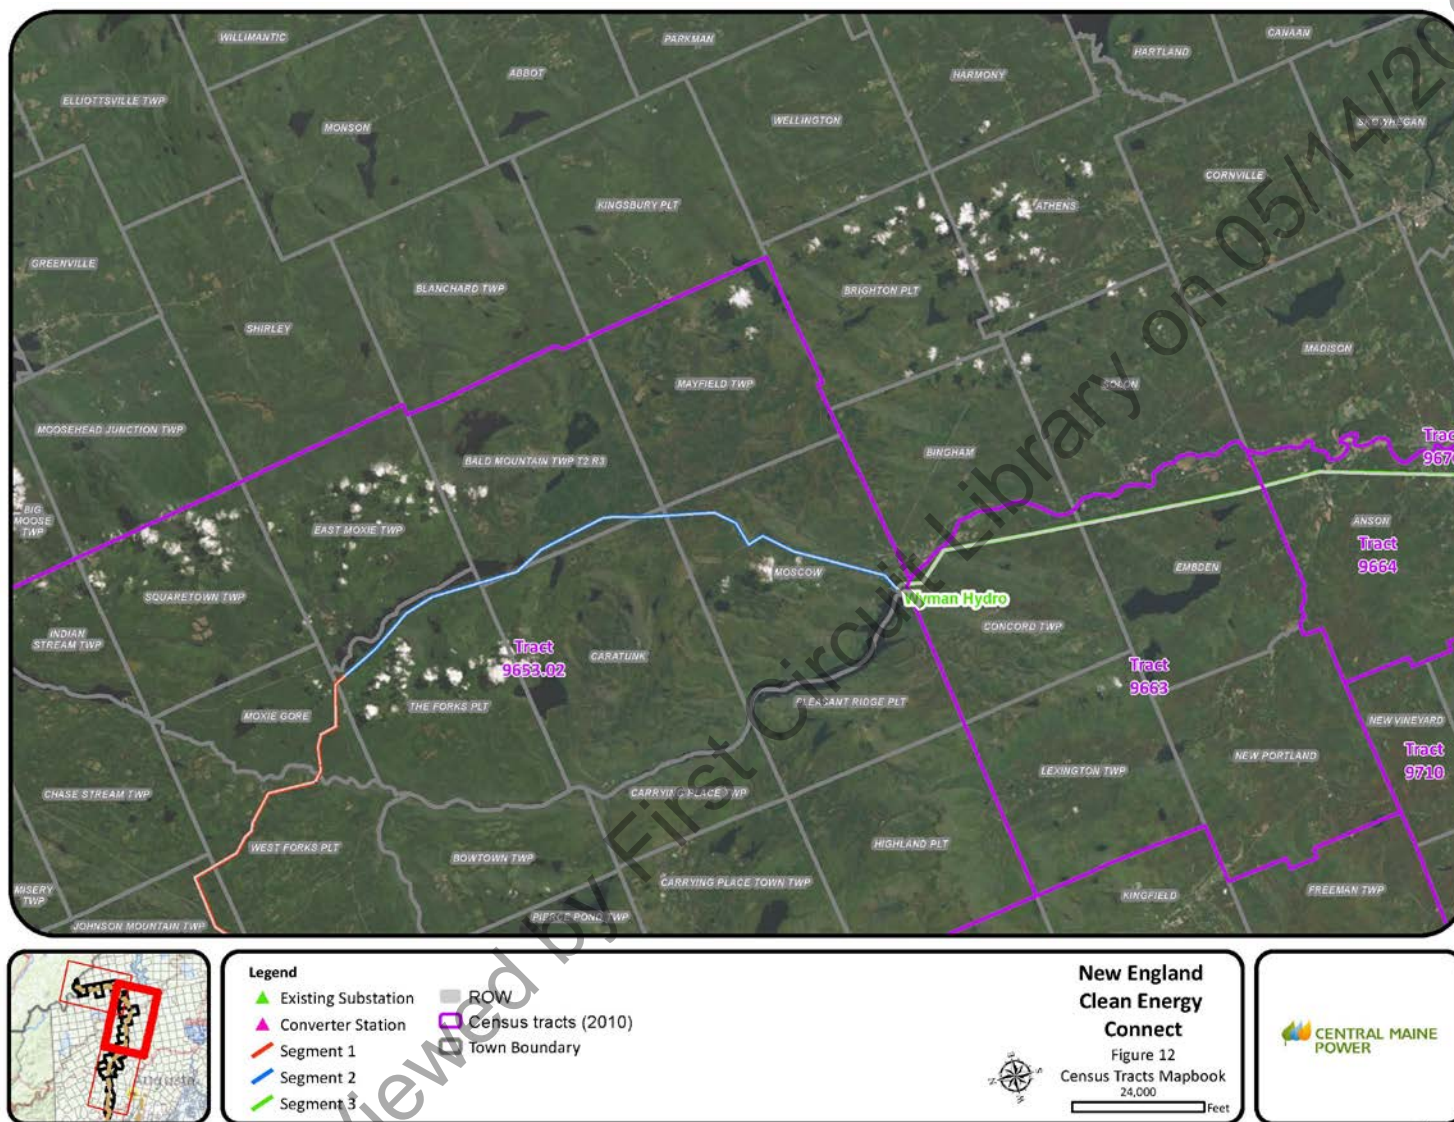 WILLIMANTIC
PARKMAN
CANAAN
HARTLAND
ABBOT
HARMONY
ELLIOTTSVILLE TWP
MONSON
WELLINGTON
SKOWHEGAN
CORNVILLE
KINGSBURY PLT
ATHENS
GREENVILLE
BLANCHARD TWP
BRIGHTON PLT
SHIRLEY
MADISON
MAYFIELD TWP
SOLON
MOOSEHEAD JUNCTION TWP
BINGHAM
BALD MOUNTAIN TWP T2 R3
BIG
MOOSE
TWP
EAST MOXIE TWP
ANSON
Tract
9664
EMBDEN
MOSCOW
SQUARETOWN TWP
Wyman Hydro
CONCORD TWP
INDIAN
STREAM TWP
Tract
9653.02
CARATUNK
Tract
9663
THE FORKS PLT
PLEASANT RIDGE PLT
MOXIE GORE
NEW VINEYARD
Tract
9710
NEW PORTLAND
LEXINGTON TWP
CHASE STREAM TWP
CARRYING PLACE TWP
WEST FORKS PLT
BOWTOWN TWP
HIGHLAND PLT
CARRYING PLACE TOWN TWP
MISERY
TWP
KINGFIELD
FREEMAN TWP
JOHNSON MOUNTAIN TWP
PIERCE POND TWP
Viewed by First Circuit Library on 05/14/20
Augusta
Legend
Existing Substation
Converter Station
Segment 1
Segment 2
Segment 3
ROW
Census tracts (2010)
Town Boundary
New England
Clean Energy
Connect
Figure 12
Census Tracts Mapbook
24,000
Feet
CENTRAL MAINE
POWER